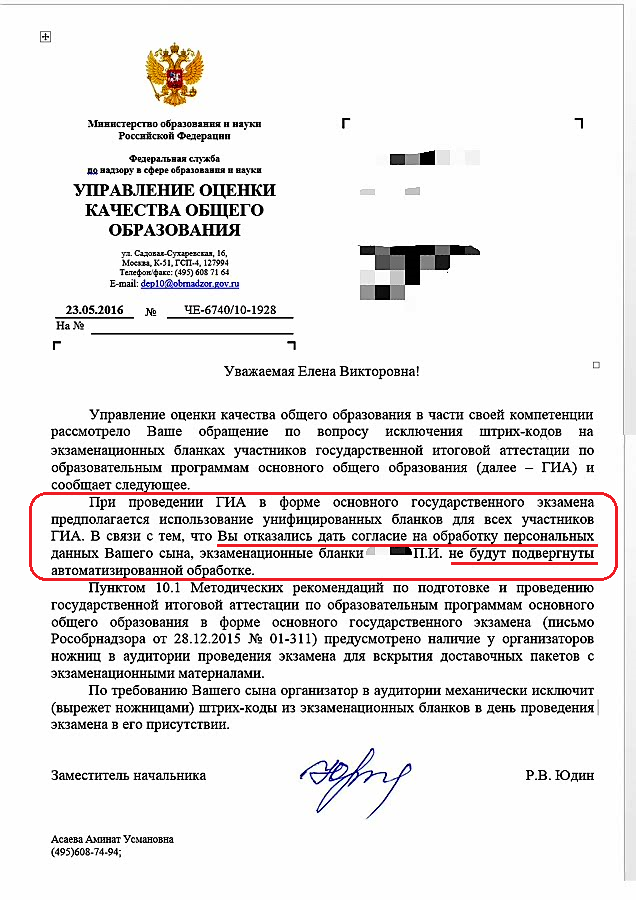 Министерство образования и науки
Российской Федерации
Федеральная служба
по надзору в сфере образования и науки
УПРАВЛЕНИЕ ОЦЕНКИ
КАЧЕСТВА ОБЩЕГО
ОБРАЗОВАНИЯ
ул. Садовая-Сухаревская, 16,
Москва, К-51, ГСП-4, 127994
Телефон/факс: (495) 608 71 64
E-mail: dep10@obrnadzor.gov.ru
23.05.2016 № ЧЕ-6740/10-1928
На №
Уважаемая Елена Викторовна!
Управление оценки качества общего образования в части своей компетенции
рассмотрело Ваше обращение по вопросу исключения штрих-кодов на
экзаменационных бланках участников государственной итоговой аттестации по
образовательным программам основного общего образования (далее – ГИА) и
сообщает следующее.
При проведении ГИА в форме основного государственного экзамена
предполагается использование унифицированных бланков для всех участников
ГИА. В связи с тем, что Вы отказались дать согласие на обработку персональных
данных Вашего сына, экзаменационные бланки П.И. не будут подвергнуты
автоматизированной обработке.
Пунктом 10.1 Методических рекомендаций по подготовке и проведению
государственной итоговой аттестации по образовательным программам основного
общего образования в форме основного государственного экзамена (письмо
Рособрнадзора от 28.12.2015 № 01-311) предусмотрено наличие у организаторов
ножниц в аудитории проведения экзамена для вскрытия доставочных пакетов с
экзаменационными материалами.
По требованию Вашего сына организатор в аудитории механически исключит
(вырежет ножницами) штрих-коды из экзаменационных бланков в день проведения
экзамена в его присутствии.
Заместитель начальника Р.В. Юдин
Асаева Аминат Усмановна
(495)608-74-94;